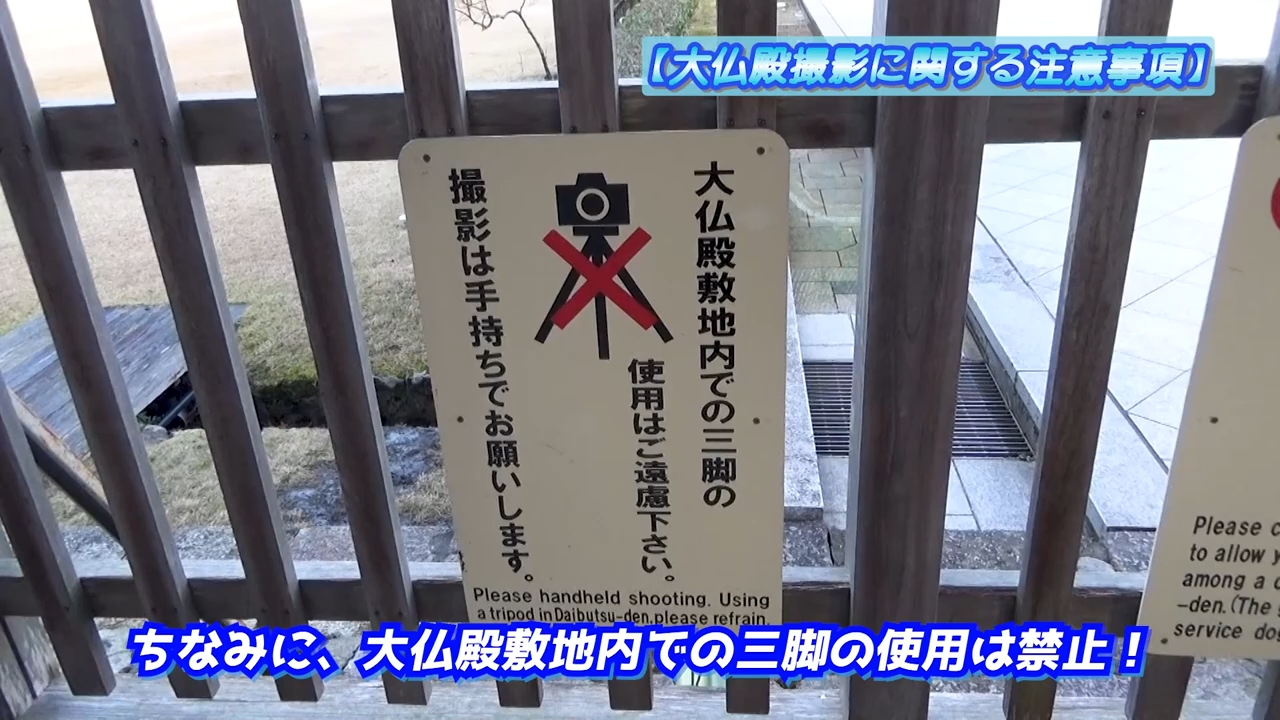 【大仏殿撮影に関する注意事項】
大仏殿敷地内での三脚の
使用はご遠慮下さい。
撮影は手持ちでお願いします。
Please handheld shooting. Using
a tripod in Daibutsu-den, please refrain.
Please
to allow
among a
-den. (The
service
ちなみに、大仏殿敷地内での三脚の使用は禁止！